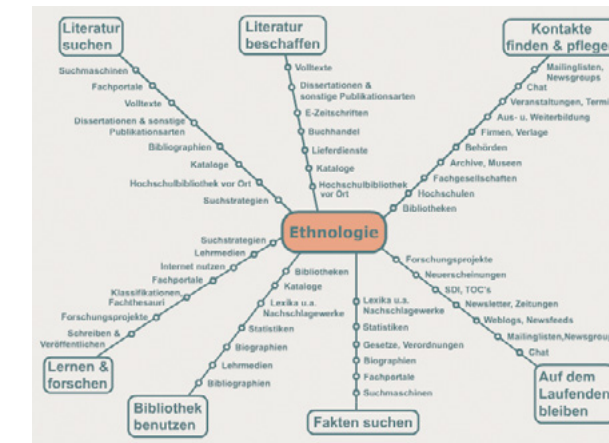 Literatur
suchen
Suchmaschinen
Fachportale
Volltexte
Dissertationen & sonstige
Publikationsarten
Bibliographien
Kataloge
Hochschulbibliothek vor Ort
Suchstrategien
Literatur
beschaffen
Volltexte
Dissertationen &
sonstige Publikationsarten
E-Zeitschriften
Buchhandel
Lieferdienste
Kataloge
Hochschulbibliothek
vor Ort
Kontakte
finden & pflegen
Mailinglisten,
Newsgroups
Chat
Veranstaltungen, Termi
Aus- u. Weiterbildung
Firmen, Verlage
Behörden
Archive, Museen
Fachgesellschaften
Hochschulen
Bibliotheken
Ethnologie
Suchstrategien
Lehrmedien
Internet nutzen
Fachportale
Klassifikationen,
Fachthesauri
Forschungsprojekte
Schreiben &
Veröffentlichen
Lernen &
forschen
Bibliotheken
Kataloge
Lexika u.a.
Nachschlagewerke
Statistiken
Biographien
Lehrmedien
Bibliographien
Bibliothek
benutzen
Lexika u.a.
Nachschlagewerke
Statistiken
Gesetze, Verordnungen
Biographien
Fachportale
Suchmaschinen
Fakten suchen
Forschungsprojekte
Neuerscheinungen
SDI, TOC's
Newsletter, Zeitungen
Weblogs, Newsfeeds
Mailinglisten,Newsgroup
Chat
Auf dem
Laufenden
bleiben